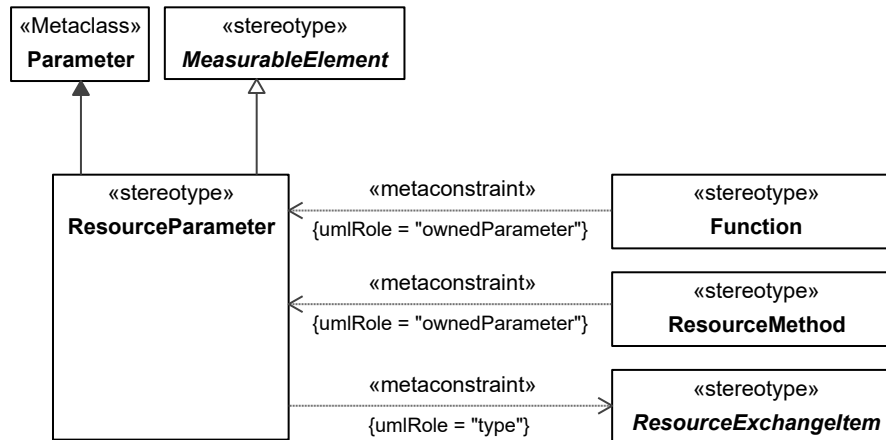 «Metaclass»
Parameter
«stereotype»
MeasurableElement
«stereotype»
ResourceParameter
«metaconstraint»
{umlRole = "ownedParameter"}
«stereotype»
Function
«metaconstraint»
{umlRole = "ownedParameter"}
«stereotype»
ResourceMethod
«metaconstraint»
{umlRole = "type"}
«stereotype»
ResourceExchangeItem